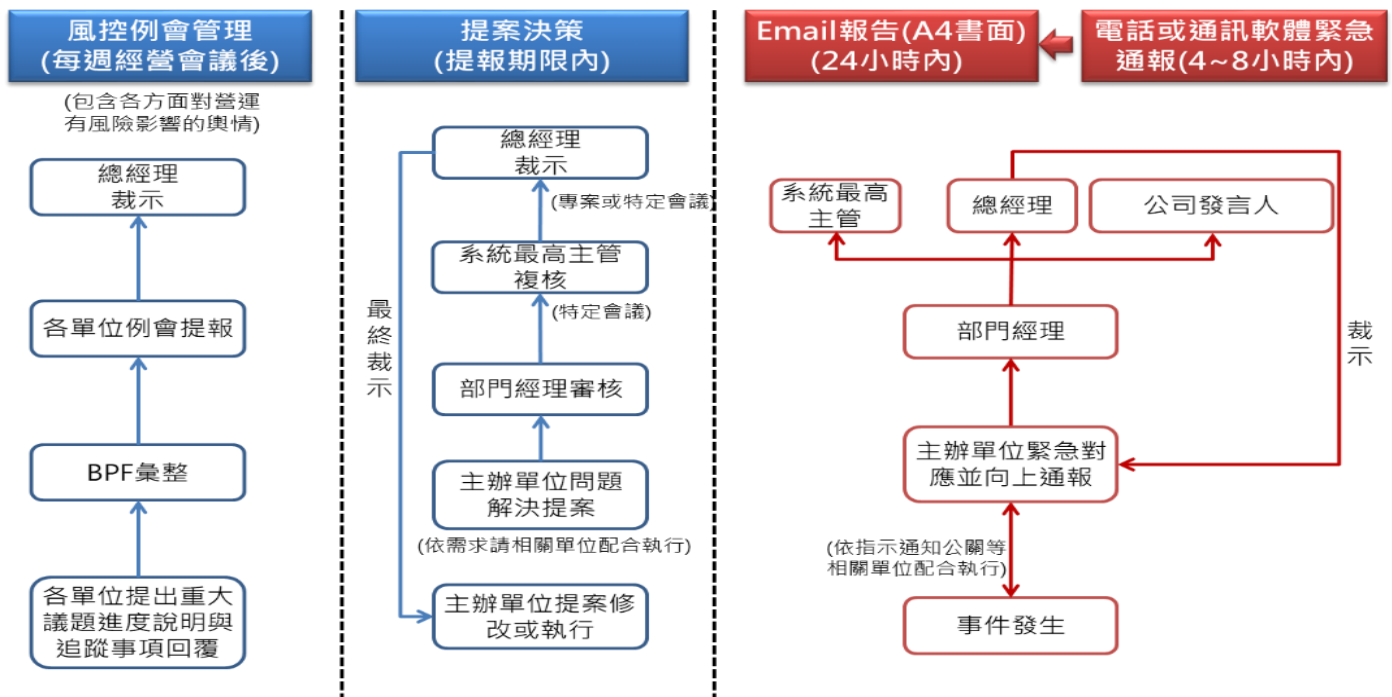 風控例會管理
(每週經營會議後)
(包含各方面對營運
有風險影響的輿情)
總經理
裁示
各單位例會提報
BPF彙整
各單位提出重大
議題進度說明與
追蹤事項回覆
提案決策
(提報期限內)
總經理
裁示
(專案或特定會議)
系統最高主管
複核
(特定會議)
部門經理審核
主辦單位問題
解決提案
(依需求請相關單位配合執行)
主辦單位提案修
改或執行
最
終
裁
示
Email報告(A4書面)
(24小時內)
電話或通訊軟體緊急
通報(4~8小時內)
系統最高
主管
總經理
公司發言人
部門經理
裁
示
主辦單位緊急對
應並向上通報
(依指示通知公關等
相關單位配合執行)
事件發生